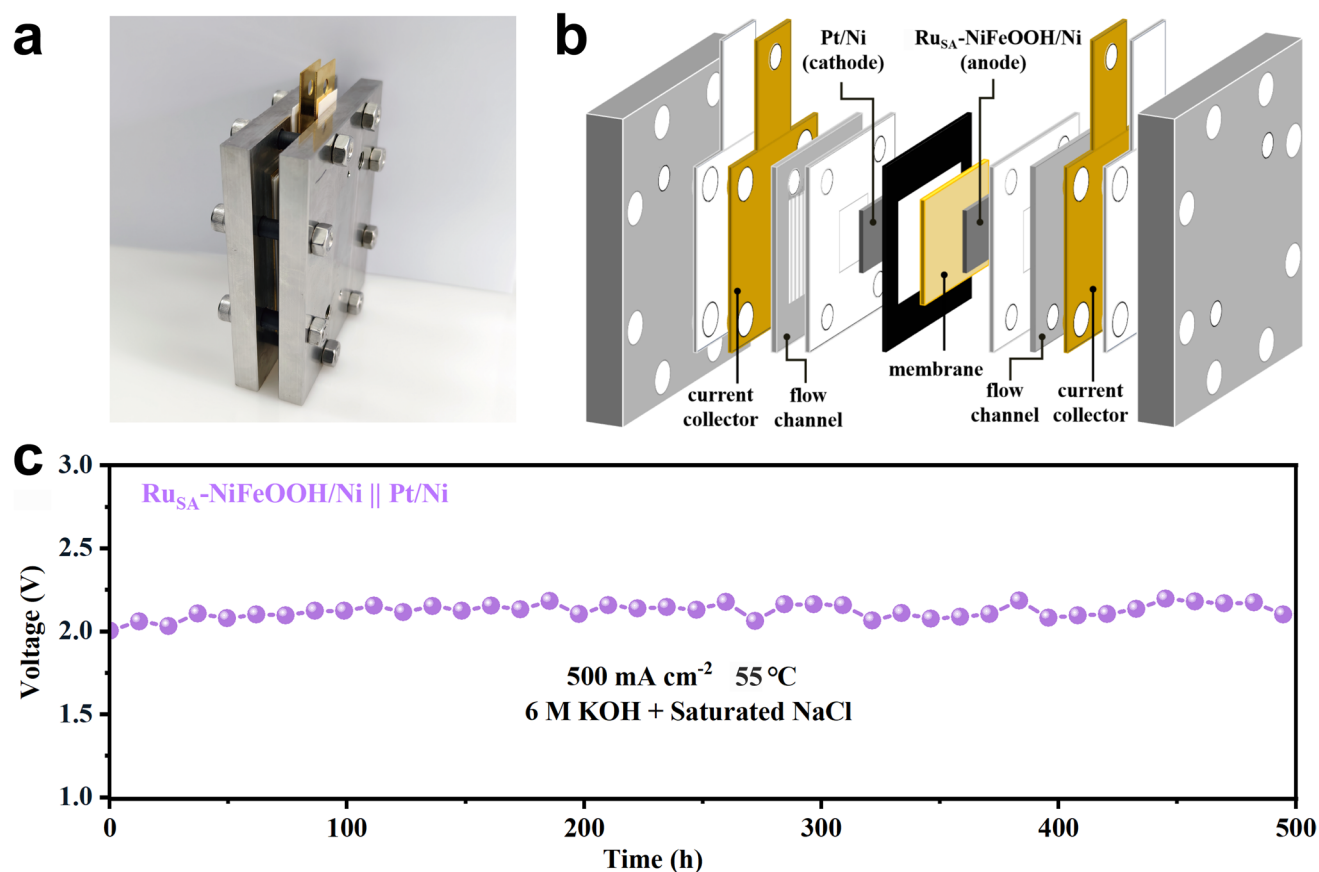 a
b
Pt/Ni
(cathode)
Ru_SA-NiFeOOH/Ni
(anode)
membrane
current
collector
flow
channel
flow
channel
current
collector
c
Ru_SA-NiFeOOH/Ni || Pt/Ni
3.0
2.5
2.0
1.5
1.0
Voltage (V)
500 mA cm⁻² 55 °C
6 M KOH + Saturated NaCl
0
100
200
300
400
500
Time (h)